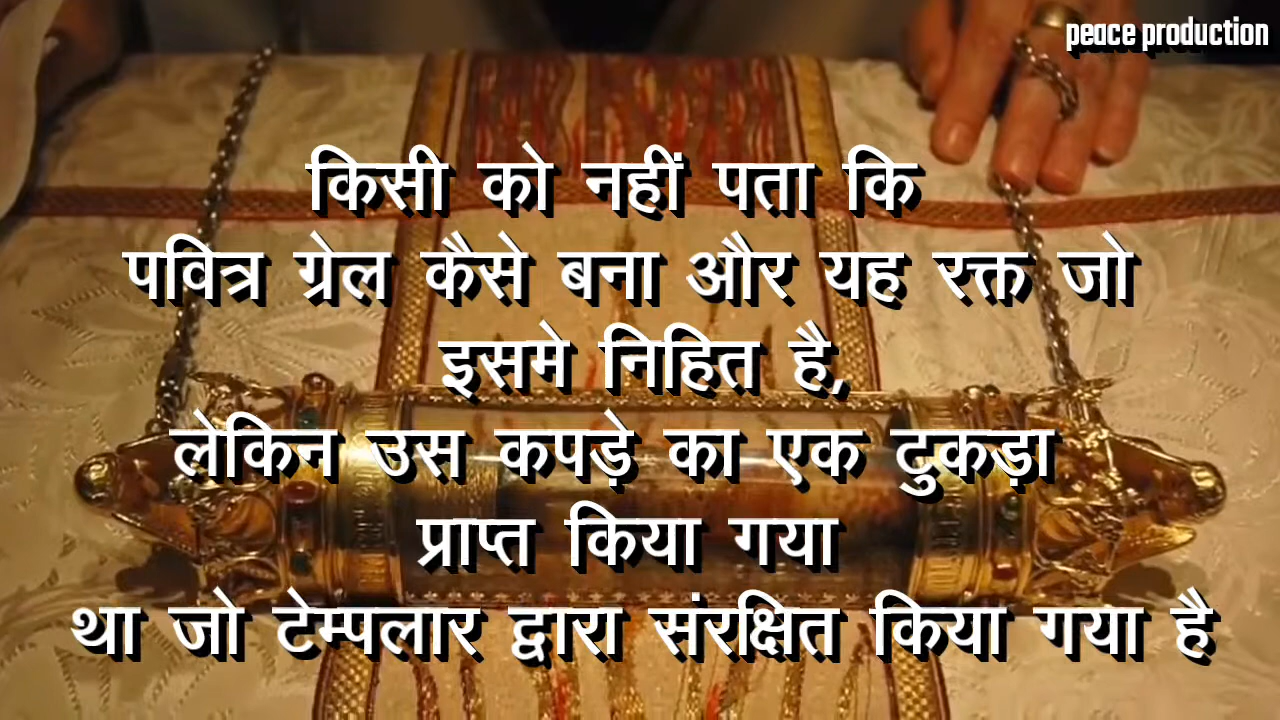 peace production
किसी को नहीं पता कि
पवित्र ग्रेल कैसे बना और यह रक्त जो
इसमे निहित है,
लेकिन उस कपड़े का एक टुकड़ा
प्राप्त किया गया
था जो टेम्पलार द्वारा संरक्षित किया गया है